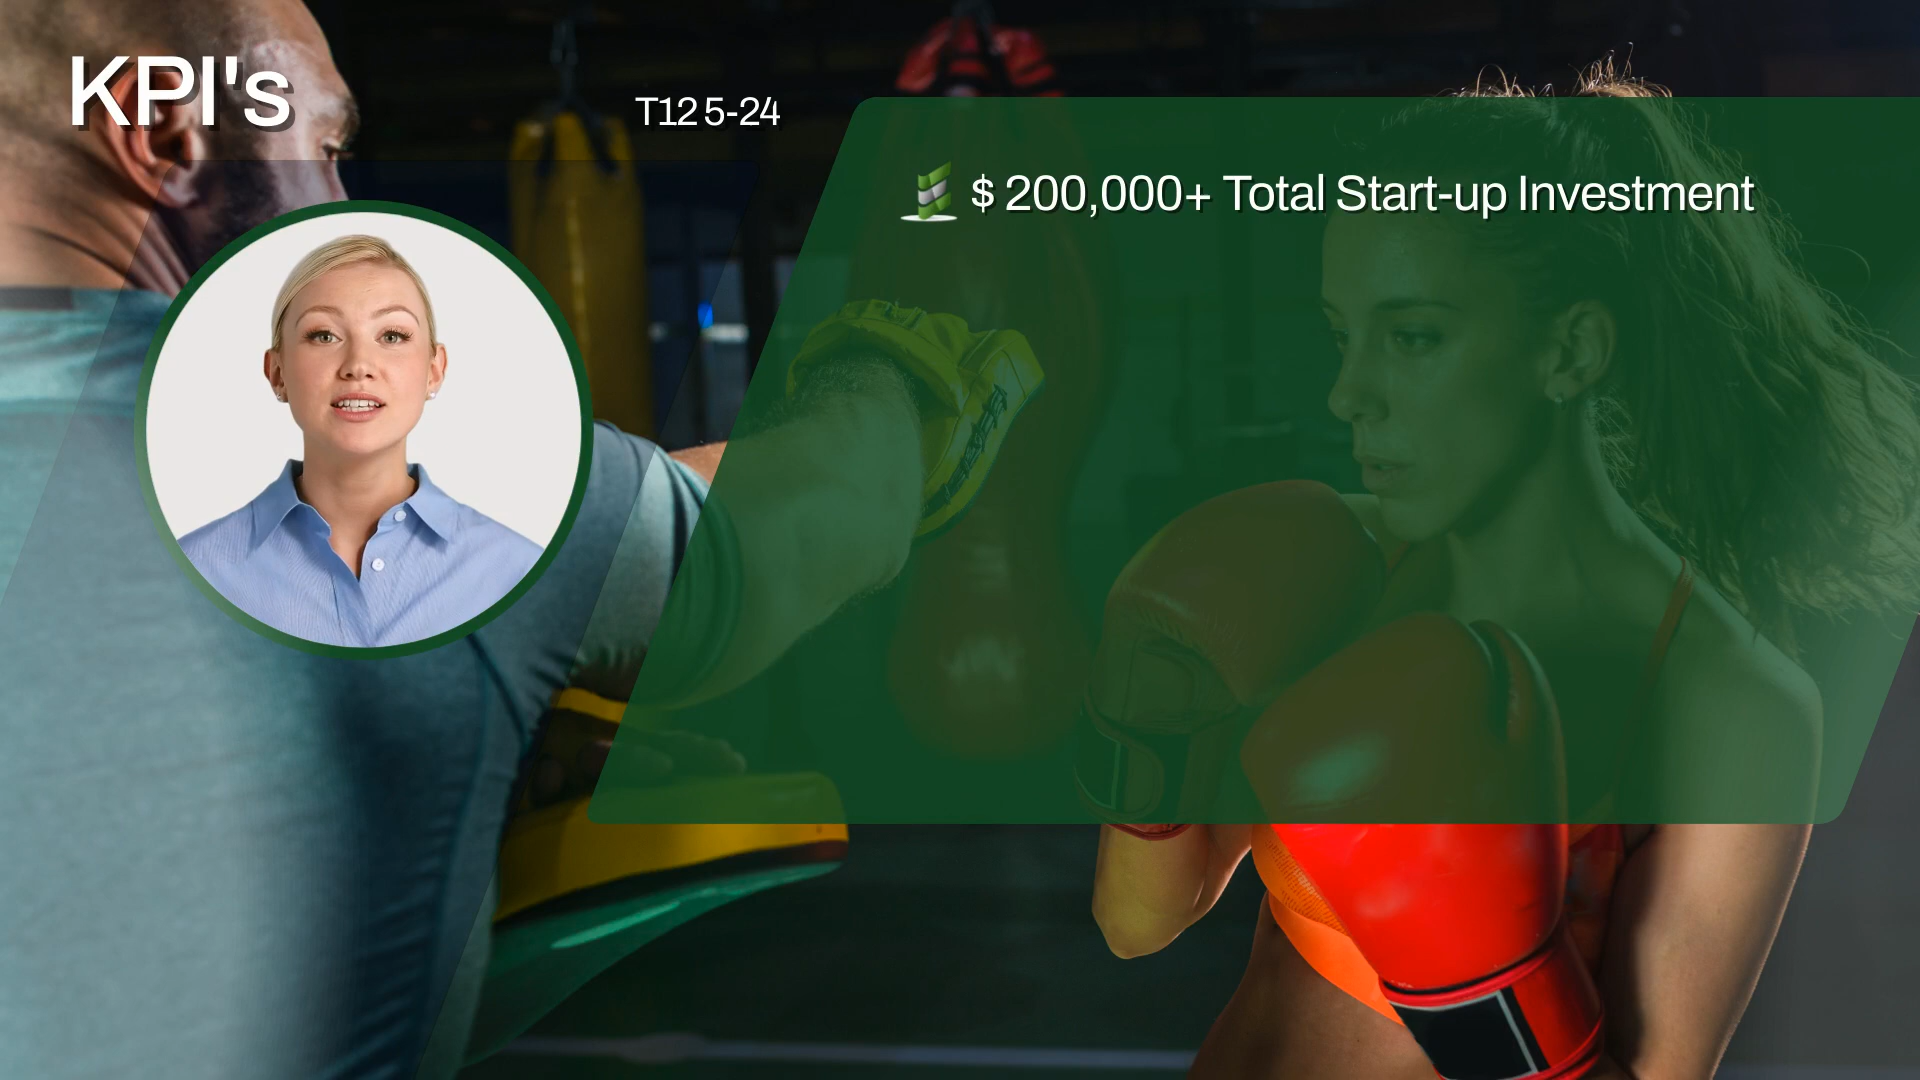 KPI's
T12 5-24
$ 200,000+ Total Start-up Investment